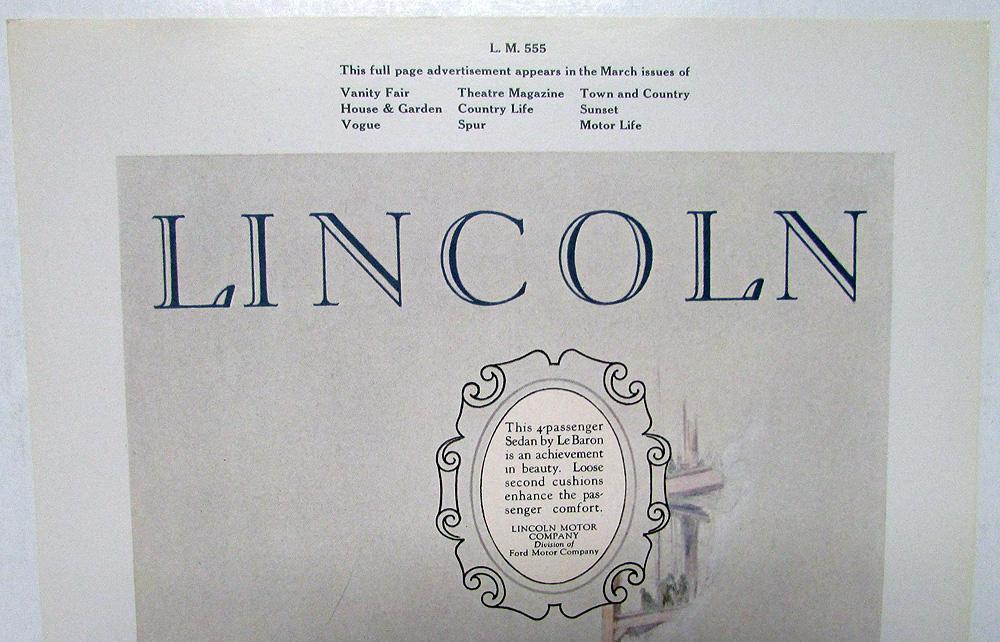 L. M. 555
This full page advertisement appears in the March issues of
Vanity Fair Theatre Magazine Town and Country
House & Garden Country Life Sunset
Vogue Spur Motor Life
LINCOLN
This 4-passenger
Sedan by Le Baron
is an achievement
in beauty. Loose
second cushions
enhance the pas-
senger comfort.
LINCOLN MOTOR
COMPANY
Division of
Ford Motor Company